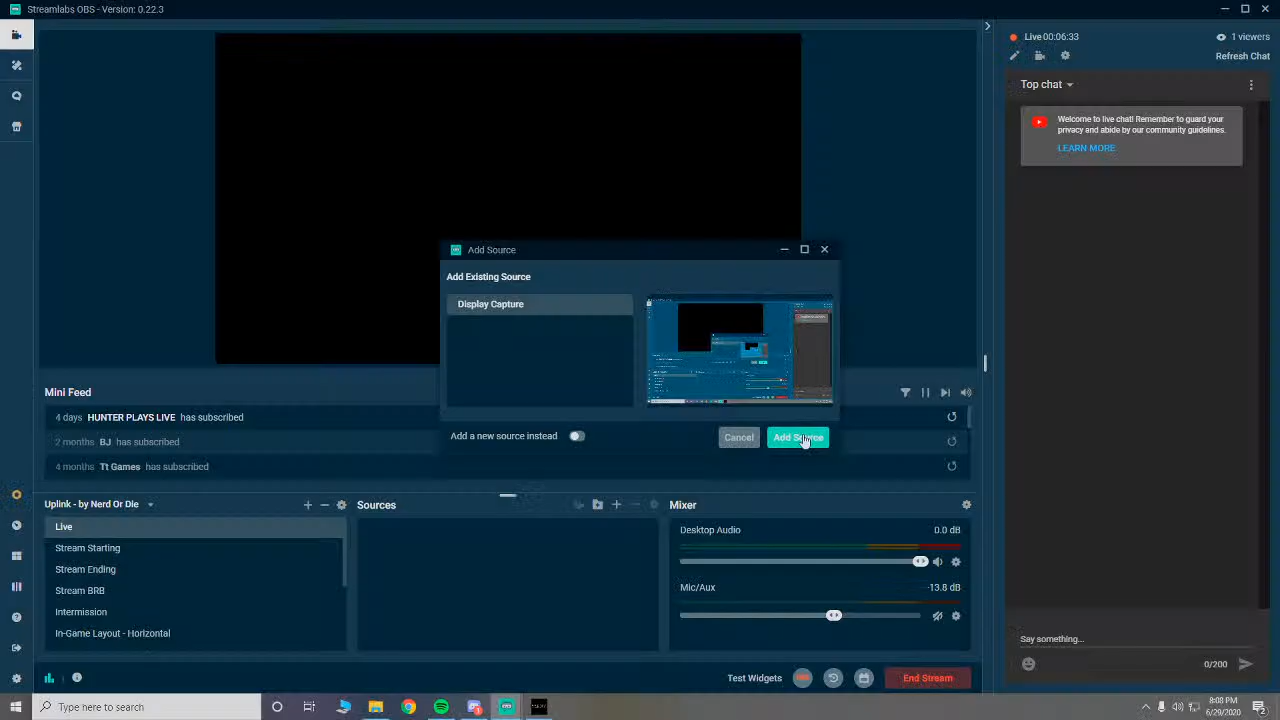 Streamlabs OBS - Version: 0.22.3
Live 00:06:33
1 viewers
Refresh Chat
Top chat
Welcome to live chat! Remember to guard your
privacy and abide by our community guidelines.
LEARN MORE
Add Source
Add Existing Source
Display Capture
Add a new source instead
Cancel
Add Source
Mini Feed
4 days HUNTER PLAYS LIVE has subscribed
2 months BJ has subscribed
4 months Tt Games has subscribed
Uplink - by Nerd Or Die
Live
Stream Starting
Stream Ending
Stream BRB
Intermission
In-Game Layout - Horizontal
Sources
Mixer
Desktop Audio 0.0 dB
Mic/Aux -13.8 dB
Say something...
0/200
Test Widgets
End Stream
Type here to search
8:08 PM
6/29/2020